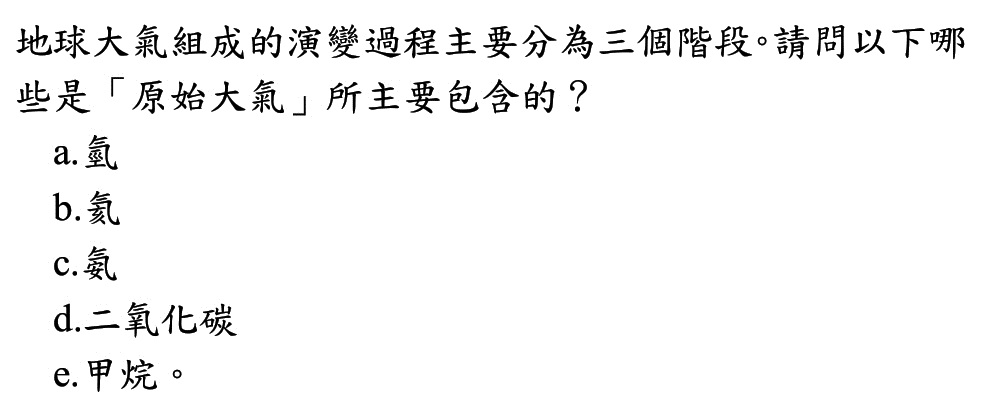 地球大氣組成的演變過程主要分為三個階段。請問以下哪
些是「原始大氣」所主要包含的？
a.氫
b.氦
c.氨
d.二氧化碳
e.甲烷。